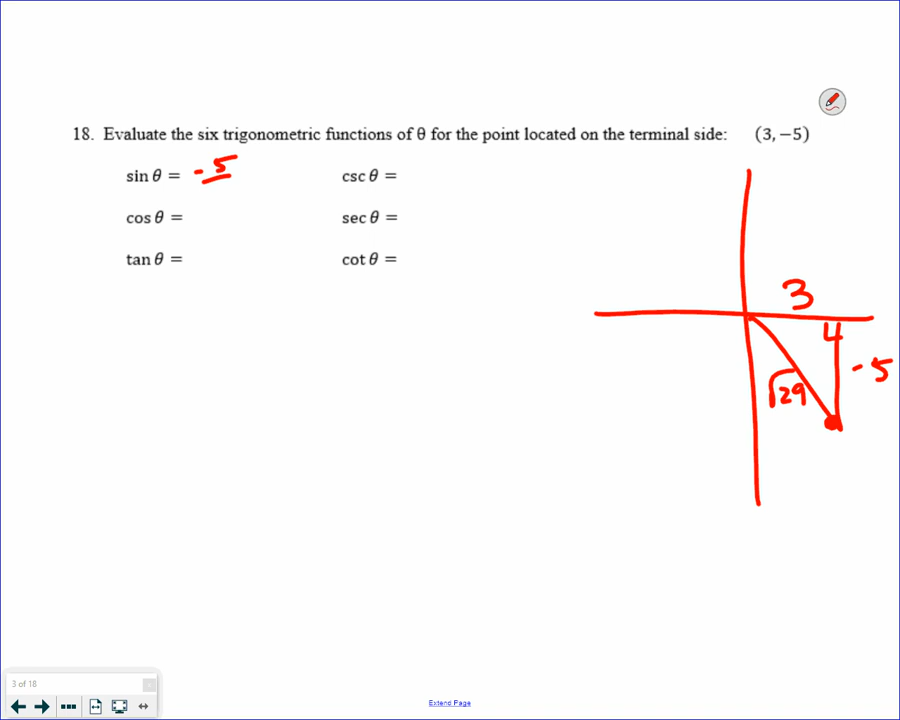 18. Evaluate the six trigonometric functions of θ for the point located on the terminal side: (3, −5)
sin θ = -5 csc θ =
cos θ = sec θ =
tan θ = cot θ =
3
-5
√29
3 of 18
Extend Page